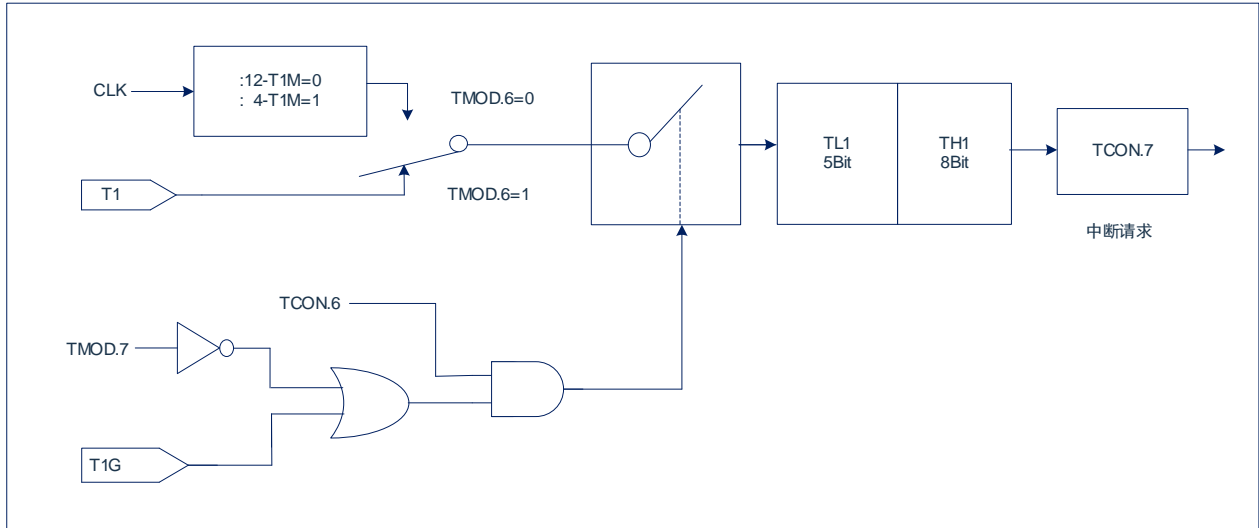 :12-T1M=0
: 4-T1M=1
CLK
TMOD.6=0
T1
TMOD.6=1
TL1
5Bit
TH1
8Bit
TCON.7
中断请求
TCON.6
TMOD.7
T1G